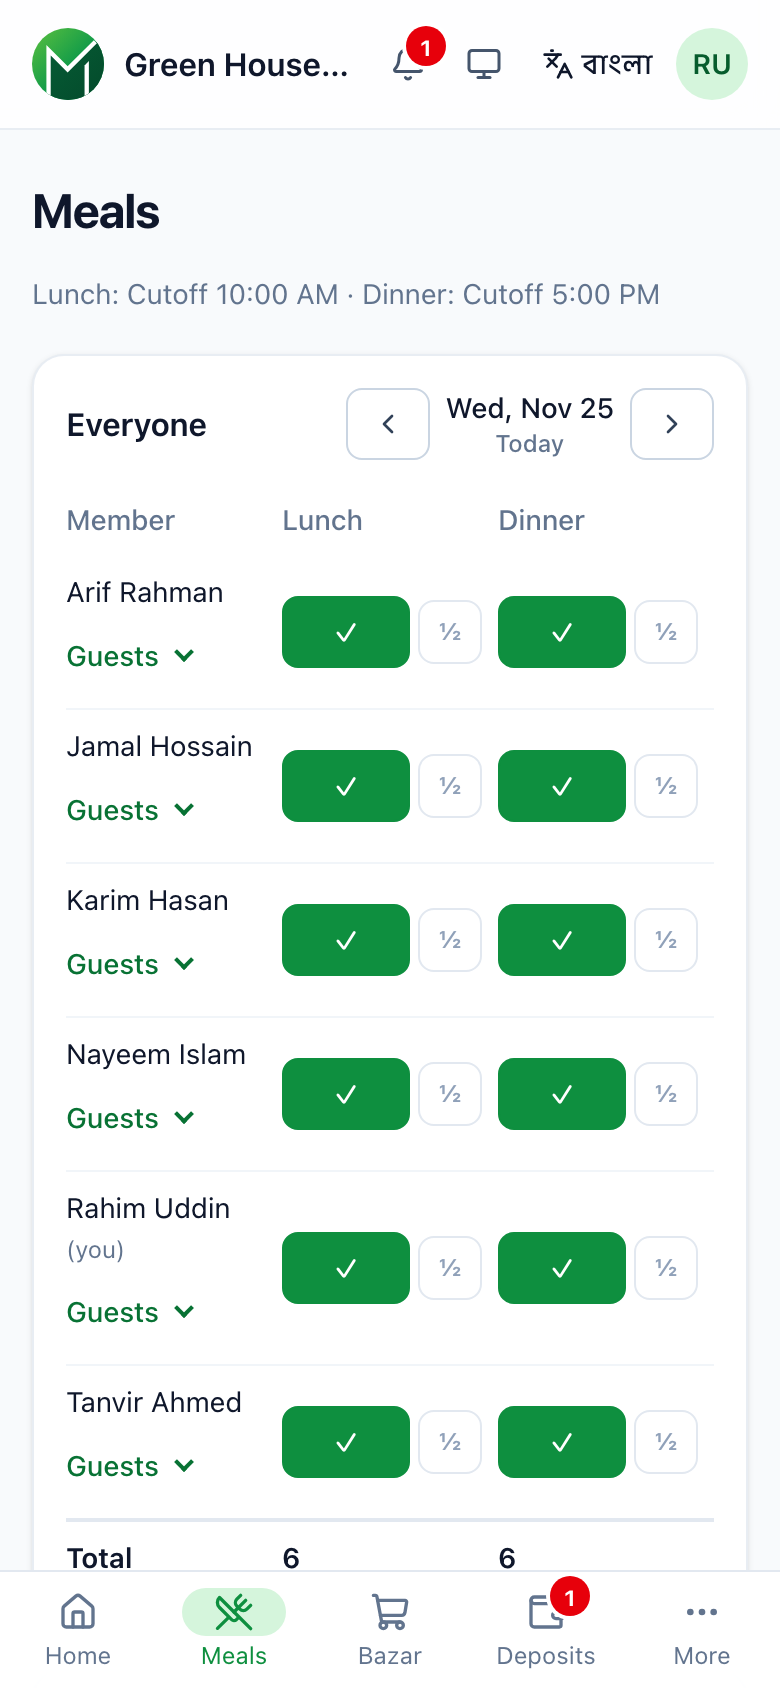 Green House...
1
বাংলা
RU
Meals
Lunch: Cutoff 10:00 AM · Dinner: Cutoff 5:00 PM
Everyone
Wed, Nov 25
Today
Member Lunch Dinner
Arif Rahman
Guests
½ ½
Jamal Hossain
Guests
½ ½
Karim Hasan
Guests
½ ½
Nayeem Islam
Guests
½ ½
Rahim Uddin
(you)
Guests
½ ½
Tanvir Ahmed
Guests
½ ½
Total 6 6
1
Home Meals Bazar Deposits More